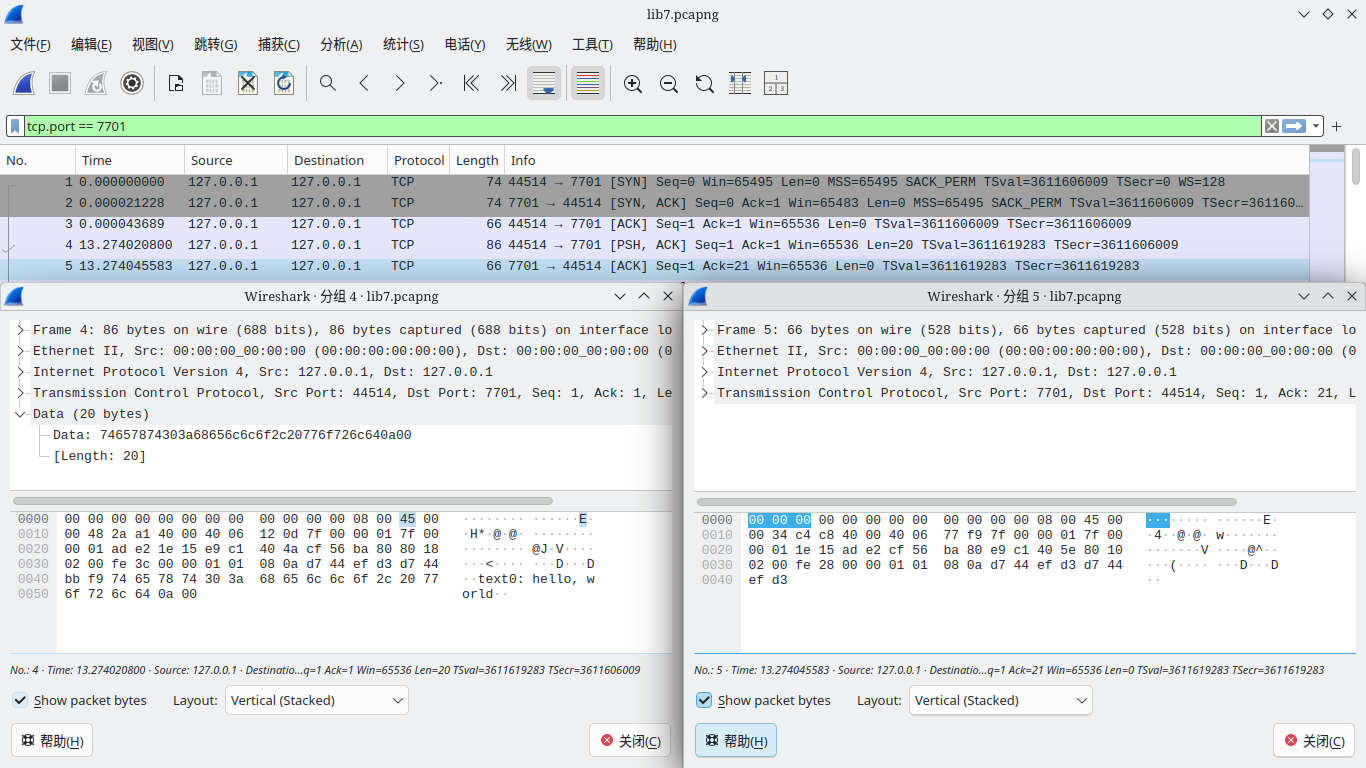 lib7.pcapng
文件(F) 编辑(E) 视图(V) 跳转(G) 捕获(C) 分析(A) 统计(S) 电话(Y) 无线(W) 工具(T) 帮助(H)
tcp.port == 7701
No. Time Source Destination Protocol Length Info
1 0.000000000 127.0.0.1 127.0.0.1 TCP 74 44514 → 7701 [SYN] Seq=0 Win=65495 Len=0 MSS=65495 SACK_PERM TSval=3611606009 TSecr=0 WS=128
2 0.000021228 127.0.0.1 127.0.0.1 TCP 74 7701 → 44514 [SYN, ACK] Seq=0 Ack=1 Win=65483 Len=0 MSS=65495 SACK_PERM TSval=3611606009 TSecr=361160…
3 0.000043689 127.0.0.1 127.0.0.1 TCP 66 44514 → 7701 [ACK] Seq=1 Ack=1 Win=65536 Len=0 TSval=3611606009 TSecr=3611606009
4 13.274020800 127.0.0.1 127.0.0.1 TCP 86 44514 → 7701 [PSH, ACK] Seq=1 Ack=1 Win=65536 Len=20 TSval=3611619283 TSecr=3611606009
5 13.274045583 127.0.0.1 127.0.0.1 TCP 66 7701 → 44514 [ACK] Seq=1 Ack=21 Win=65536 Len=0 TSval=3611619283 TSecr=3611619283
Wireshark · 分组 4 · lib7.pcapng
Frame 4: 86 bytes on wire (688 bits), 86 bytes captured (688 bits) on interface lo
Ethernet II, Src: 00:00:00_00:00:00 (00:00:00:00:00:00), Dst: 00:00:00_00:00:00 (0
Internet Protocol Version 4, Src: 127.0.0.1, Dst: 127.0.0.1
Transmission Control Protocol, Src Port: 44514, Dst Port: 7701, Seq: 1, Ack: 1, Le
Data (20 bytes)
Data: 74657874303a68656c6c6f2c20776f726c640a00
[Length: 20]
0000 00 00 00 00 00 00 00 00 00 00 00 00 08 00 45 00 ········ ······E·
0010 00 48 2a a1 40 00 40 06 12 0d 7f 00 00 01 7f 00 ·H*·@·@· ········
0020 00 01 ad e2 1e 15 e9 c1 40 4a cf 56 ba 80 80 18 ········ @J·V····
0030 02 00 fe 3c 00 00 01 01 08 0a d7 44 ef d3 d7 44 ···<···· ···D···D
0040 bb f9 74 65 78 74 30 3a 68 65 6c 6c 6f 2c 20 77 ··text0: hello, w
0050 6f 72 6c 64 0a 00 orld··
No.: 4 · Time: 13.274020800 · Source: 127.0.0.1 · Destinatio…q=1 Ack=1 Win=65536 Len=20 TSval=3611619283 TSecr=3611606009
Show packet bytes Layout: Vertical (Stacked)
帮助(H) 关闭(C)
Wireshark · 分组 5 · lib7.pcapng
Frame 5: 66 bytes on wire (528 bits), 66 bytes captured (528 bits) on interface lo
Ethernet II, Src: 00:00:00_00:00:00 (00:00:00:00:00:00), Dst: 00:00:00_00:00:00 (0
Internet Protocol Version 4, Src: 127.0.0.1, Dst: 127.0.0.1
Transmission Control Protocol, Src Port: 7701, Dst Port: 44514, Seq: 1, Ack: 21, L
0000 00 00 00 00 00 00 00 00 00 00 00 00 08 00 45 00 ········ ······E·
0010 00 34 c4 c8 40 00 40 06 77 f9 7f 00 00 01 7f 00 ·4··@·@· w·······
0020 00 01 1e 15 ad e2 cf 56 ba 80 e9 c1 40 5e 80 10 ·······V ····@^··
0030 02 00 fe 28 00 00 01 01 08 0a d7 44 ef d3 d7 44 ···(···· ···D···D
0040 ef d3 ··
No.: 5 · Time: 13.274045583 · Source: 127.0.0.1 · Destinatio…q=1 Ack=21 Win=65536 Len=0 TSval=3611619283 TSecr=3611619283
Show packet bytes Layout: Vertical (Stacked)
帮助(H) 关闭(C)